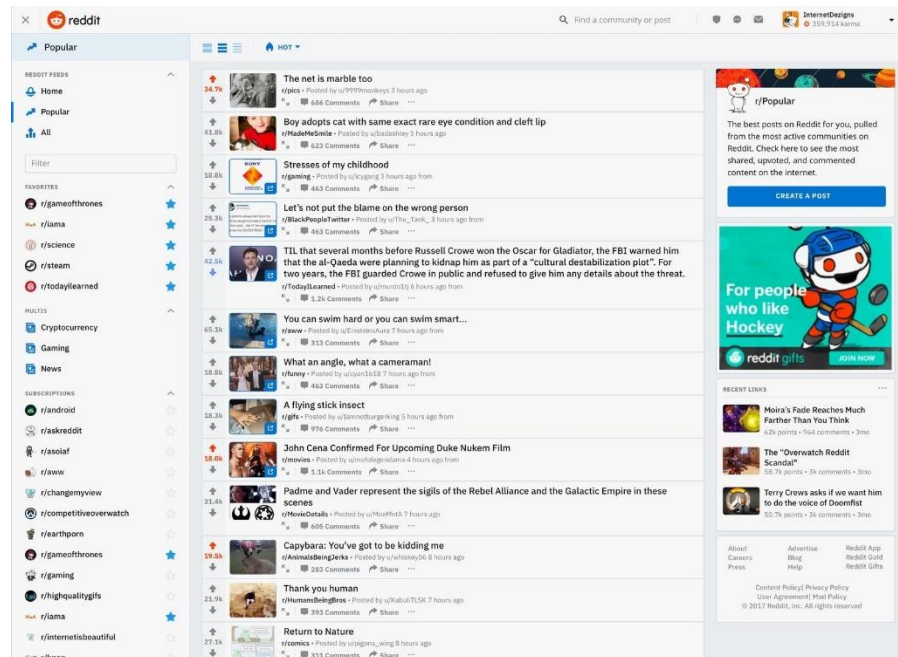 reddit
Find a community or post
InternetDezigns
359,914 karma
Popular
HOT
REDDIT FEEDS
Home
Popular
All
Filter
FAVORITES
r/gameofthrones
r/iama
r/science
r/steam
r/todayilearned
MULTIS
Cryptocurrency
Gaming
News
SUBSCRIPTIONS
r/android
r/askreddit
r/asoiaf
r/aww
r/changemyview
r/competitiveoverwatch
r/earthporn
r/gameofthrones
r/gaming
r/highqualitygifs
r/iama
r/internetisbeautiful
34.7k
The net is marble too
r/pics • Posted by u/9999monkeys 3 hours ago
686 Comments Share
41.8k
Boy adopts cat with same exact rare eye condition and cleft lip
r/MadeMeSmile • Posted by u/badashley 5 hours ago
623 Comments Share
18.8k
SONY
Stresses of my childhood
r/gaming • Posted by u/icygang 3 hours ago from
463 Comments Share
25.3k
Let's not put the blame on the wrong person
r/BlackPeopleTwitter • Posted by u/The_Tank_ 3 hours ago from
463 Comments Share
42.5k
TIL that several months before Russell Crowe won the Oscar for Gladiator, the FBI warned him
that the al-Qaeda were planning to kidnap him as part of a “cultural destabilization plot”. For
two years, the FBI guarded Crowe in public and refused to give him any details about the threat.
r/TodayILearned • Posted by u/murdo1tj 6 hours ago from
1.2k Comments Share
65.1k
You can swim hard or you can swim smart...
r/aww • Posted by u/EinsteinsAura 7 hours ago from
313 Comments Share
18.8k
What an angle, what a cameraman!
r/funny • Posted by u/cyan1618 7 hours ago from
463 Comments Share
18.3k
A flying stick insect
r/gifs • Posted by u/Iamnotburgerking 5 hours ago from
976 Comments Share
18.0k
John Cena Confirmed For Upcoming Duke Nukem Film
r/movies • Posted by u/mofolegendama 4 hours ago from
1.1k Comments Share
31.4k
Padme and Vader represent the sigils of the Rebel Alliance and the Galactic Empire in these
scenes
r/MovieDetails • Posted by u/MoeMetA 7 hours ago
605 Comments Share
19.5k
Capybara: You've got to be kidding me
r/AnimalsBeingJerks • Posted by u/whiskey06 8 hours ago
283 Comments Share
21.9k
Thank you human
r/HumansBeingBros • Posted by u/KabuliTLSK 7 hours ago
393 Comments Share
27.1k
Return to Nature
r/comics • Posted by u/pigona_wing 8 hours ago
313 Comments Share
r/Popular
The best posts on Reddit for you, pulled
from the most active communities on
Reddit. Check here to see the most
shared, upvoted, and commented
content on the internet.
CREATE A POST
For people
who like
Hockey
reddit gifts
JOIN NOW
RECENT LINKS
Moira's Fade Reaches Much
Farther Than You Think
62k points • 964 comments • 3mo
The "Overwatch Reddit
Scandal"
58.7k points • 3k comments • 3mo
Terry Crews asks if we want him
to do the voice of Doomfist
50.7k points • 3k comments • 3mo
About Advertise Reddit App
Careers Blog Reddit Gold
Press Help Reddit Gifts
Content Policy| Privacy Policy
User Agreement| Mod Policy
© 2017 Reddit, inc. All rights reserved